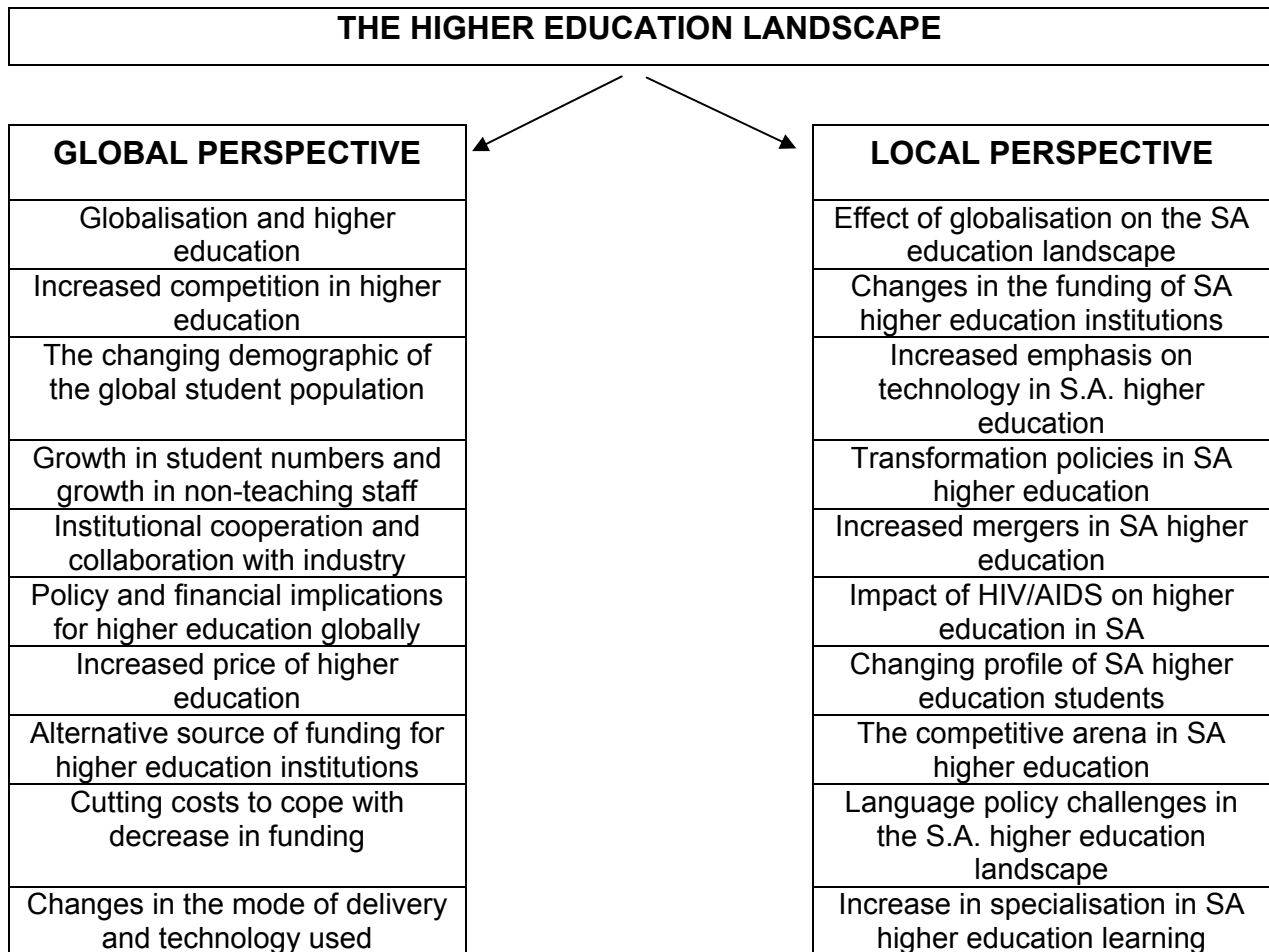 THE HIGHER EDUCATION LANDSCAPE
GLOBAL PERSPECTIVE
Globalisation and higher
education
Increased competition in higher
education
The changing demographic of
the global student population
Growth in student numbers and
growth in non-teaching staff
Institutional cooperation and
collaboration with industry
Policy and financial implications
for higher education globally
Increased price of higher
education
Alternative source of funding for
higher education institutions
Cutting costs to cope with
decrease in funding
Changes in the mode of delivery
and technology used
LOCAL PERSPECTIVE
Effect of globalisation on the SA
education landscape
Changes in the funding of SA
higher education institutions
Increased emphasis on
technology in S.A. higher
education
Transformation policies in SA
higher education
Increased mergers in SA higher
education
Impact of HIV/AIDS on higher
education in SA
Changing profile of SA higher
education students
The competitive arena in SA
higher education
Language policy challenges in
the S.A. higher education
landscape
Increase in specialisation in SA
higher education learning